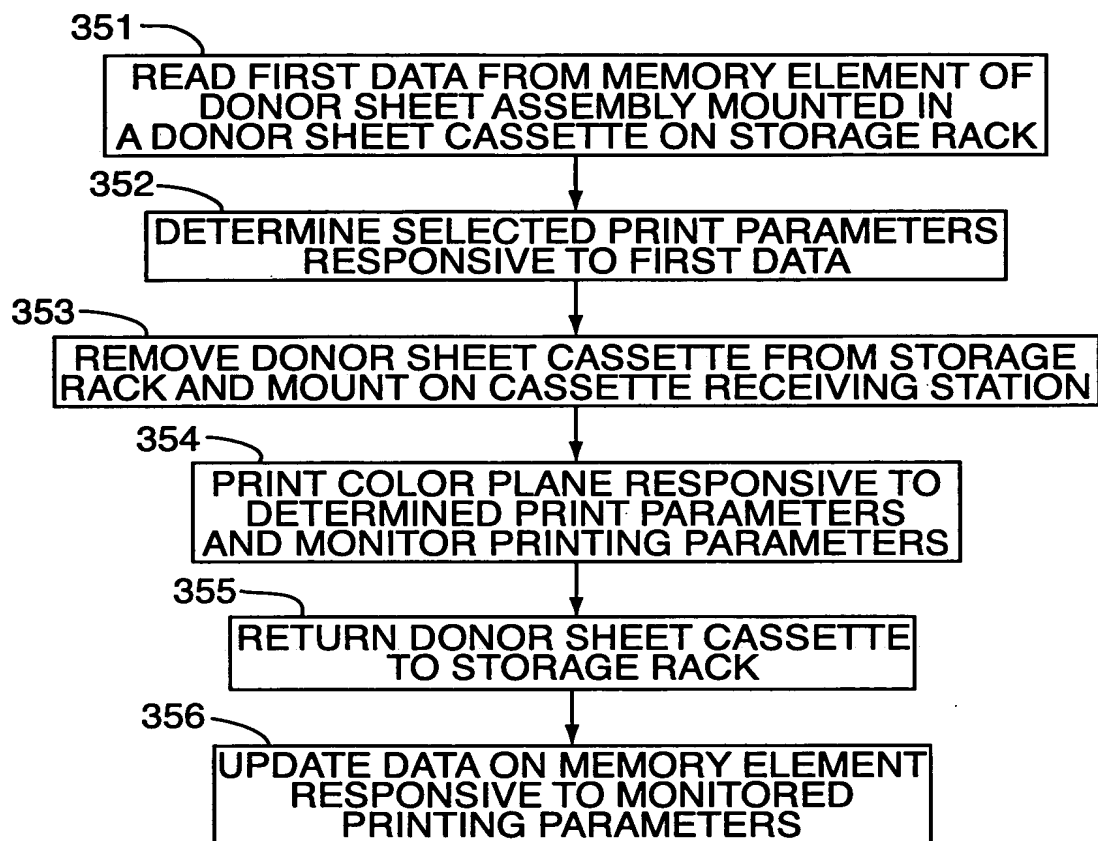 351
READ FIRST DATA FROM MEMORY ELEMENT OF
DONOR SHEET ASSEMBLY MOUNTED IN
A DONOR SHEET CASSETTE ON STORAGE RACK
352
DETERMINE SELECTED PRINT PARAMETERS
RESPONSIVE TO FIRST DATA
353
REMOVE DONOR SHEET CASSETTE FROM STORAGE
RACK AND MOUNT ON CASSETTE RECEIVING STATION
354
PRINT COLOR PLANE RESPONSIVE TO
DETERMINED PRINT PARAMETERS
AND MONITOR PRINTING PARAMETERS
355
RETURN DONOR SHEET CASSETTE
TO STORAGE RACK
356
UPDATE DATA ON MEMORY ELEMENT
RESPONSIVE TO MONITORED
PRINTING PARAMETERS